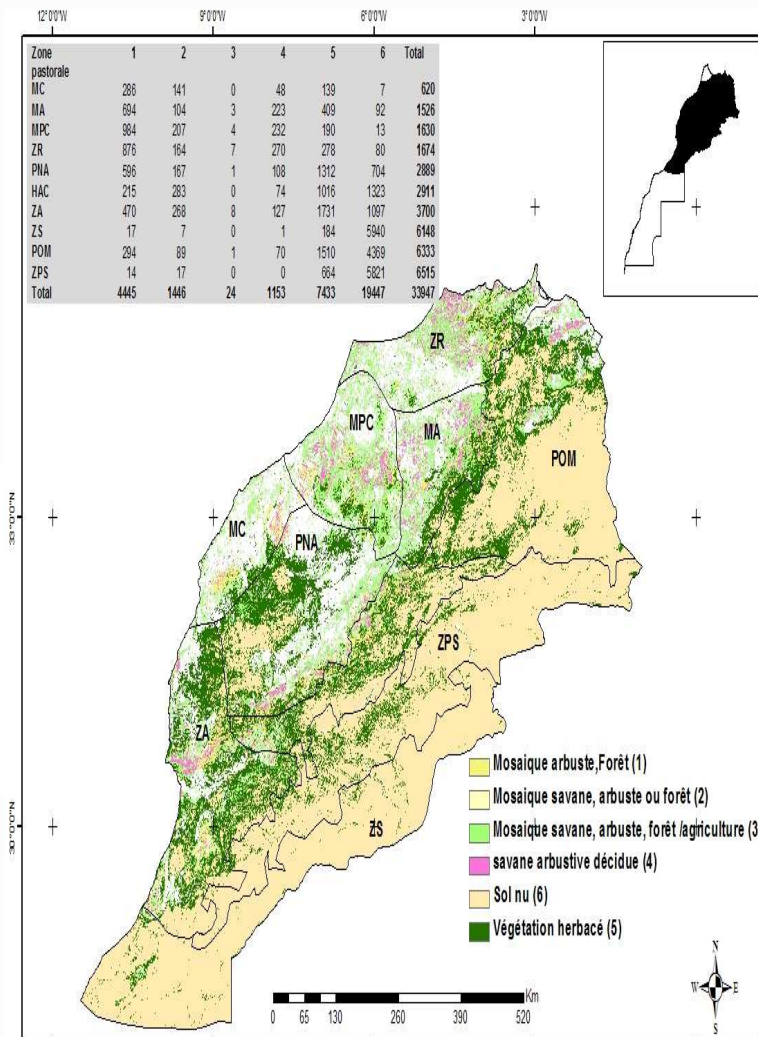 12°0'0"W 9°0'0"W 6°0'0"W 3°0'0"W
Zone pastorale 1 2 3 4 5 6 Total
MC 286 141 0 48 139 7 620
MA 694 104 3 223 409 92 1526
MPC 984 207 4 232 190 13 1630
ZR 876 164 7 270 278 80 1674
PNA 596 167 1 108 1312 704 2889
HAC 215 283 0 74 1016 1323 2911
ZA 470 268 8 127 1731 1097 3700
ZS 17 7 0 1 184 5940 6148
POM 294 89 1 70 1510 4369 6333
ZPS 14 17 0 0 664 5821 6515
Total 4445 1446 24 1153 7433 19447 33947
ZR
MPC
MA
POM
33°0'0"N
MC
PNA
ZPS
ZA
30°0'0"N
ZS
Mosaique arbuste,Forêt (1)
Mosaique savane, arbuste ou forêt (2)
Mosaique savane, arbuste, forêt /agriculture (3
savane arbustive décidue (4)
Sol nu (6)
Végétation herbacé (5)
N
W E
S
Km
0 65 130 260 390 520